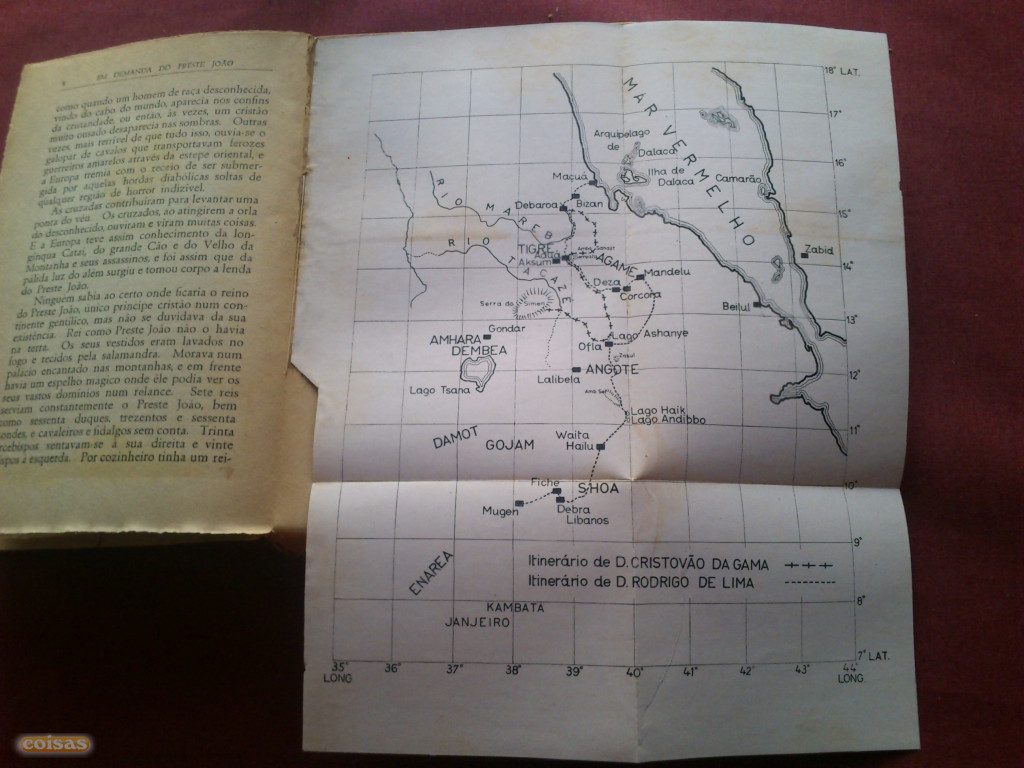 EM DEMANDA DO PRESTE JOÃO
como quando um homem de raça desconhecida,
vindo do cabo do mundo, aparecia nos confins
da cristandade, ou então, às vezes, um cristão
muito ousado desaparecia nas sombras. Outras
vezes, mais terrível de que tudo isso, ouvia-se o
galopar de cavalos que transportavam ferozes
guerreiros amarelos através da estepe oriental, e
a Europa tremia com o receio de ser submer-
gida por aquelas hordas diabólicas soltas de
qualquer região de horror indizível.
As cruzadas contribuíram para levantar uma
ponta do véu. Os cruzados, ao atingirem a orla
do desconhecido, ouviram e viram muitas coisas.
E a Europa teve assim conhecimento da lon-
gínqua Catai, do grande Cão e do Velho da
Montanha e seus assassinos, e foi assim que da
pálida luz do além surgiu e tomou corpo a lenda
do Preste João.
Ninguem sabia ao certo onde ficaria o reino
do Preste João, único príncipe cristão num con-
tinente gentílico, mas não se duvidava da sua
existência. Rei como Preste João não o havia
na terra. Os seus vestidos eram lavados no
fogo e tecidos pela salamandra. Morava num
palácio encantado nas montanhas, e em frente
havia um espelho mágico onde êle podia ver os
seus vastos domínios num relance. Sete reis
serviam constantemente o Preste João, bem
como sessenta duques, trezentos e sessenta
condes, e cavaleiros e fidalgos sem conta. Trinta
rcebispos sentavam-se à sua direita e vinte
ispos à esquerda. Por cozinheiro tinha um rei-
18° LAT.
17°
16°
15°
14°
13°
12°
11°
10°
9°
8°
7° LAT.
MAR VERMELHO
Arquipelago
de
Dalaca
Ilha de
Dalaca
Camarão
Maçuá
Debaroa
Bizan
RIO MAREB
RIO TACAZE
TIGRE
Aksum
AGAME
Mandelu
Deza
Corcora
Zabid
Beilul
Serra do Simen
Gondar
AMHARA
DEMBEA
Lago Tsana
Lago Ashanye
Ofla
Lalibela
ANGOTE
Lago Haik
Lago Andibbo
DAMOT
GOJAM
Waita
Hailu
Fiche
SHOA
Mugen
Debra
Libanos
ENAREA
KAMBATA
JANJEIRO
Itinerário de D. CRISTOVÃO DA GAMA
Itinerário de D. RODRIGO DE LIMA
35°
LONG.
36°
37°
38°
39°
40°
41°
42°
43°
44°
LONG.
coisas